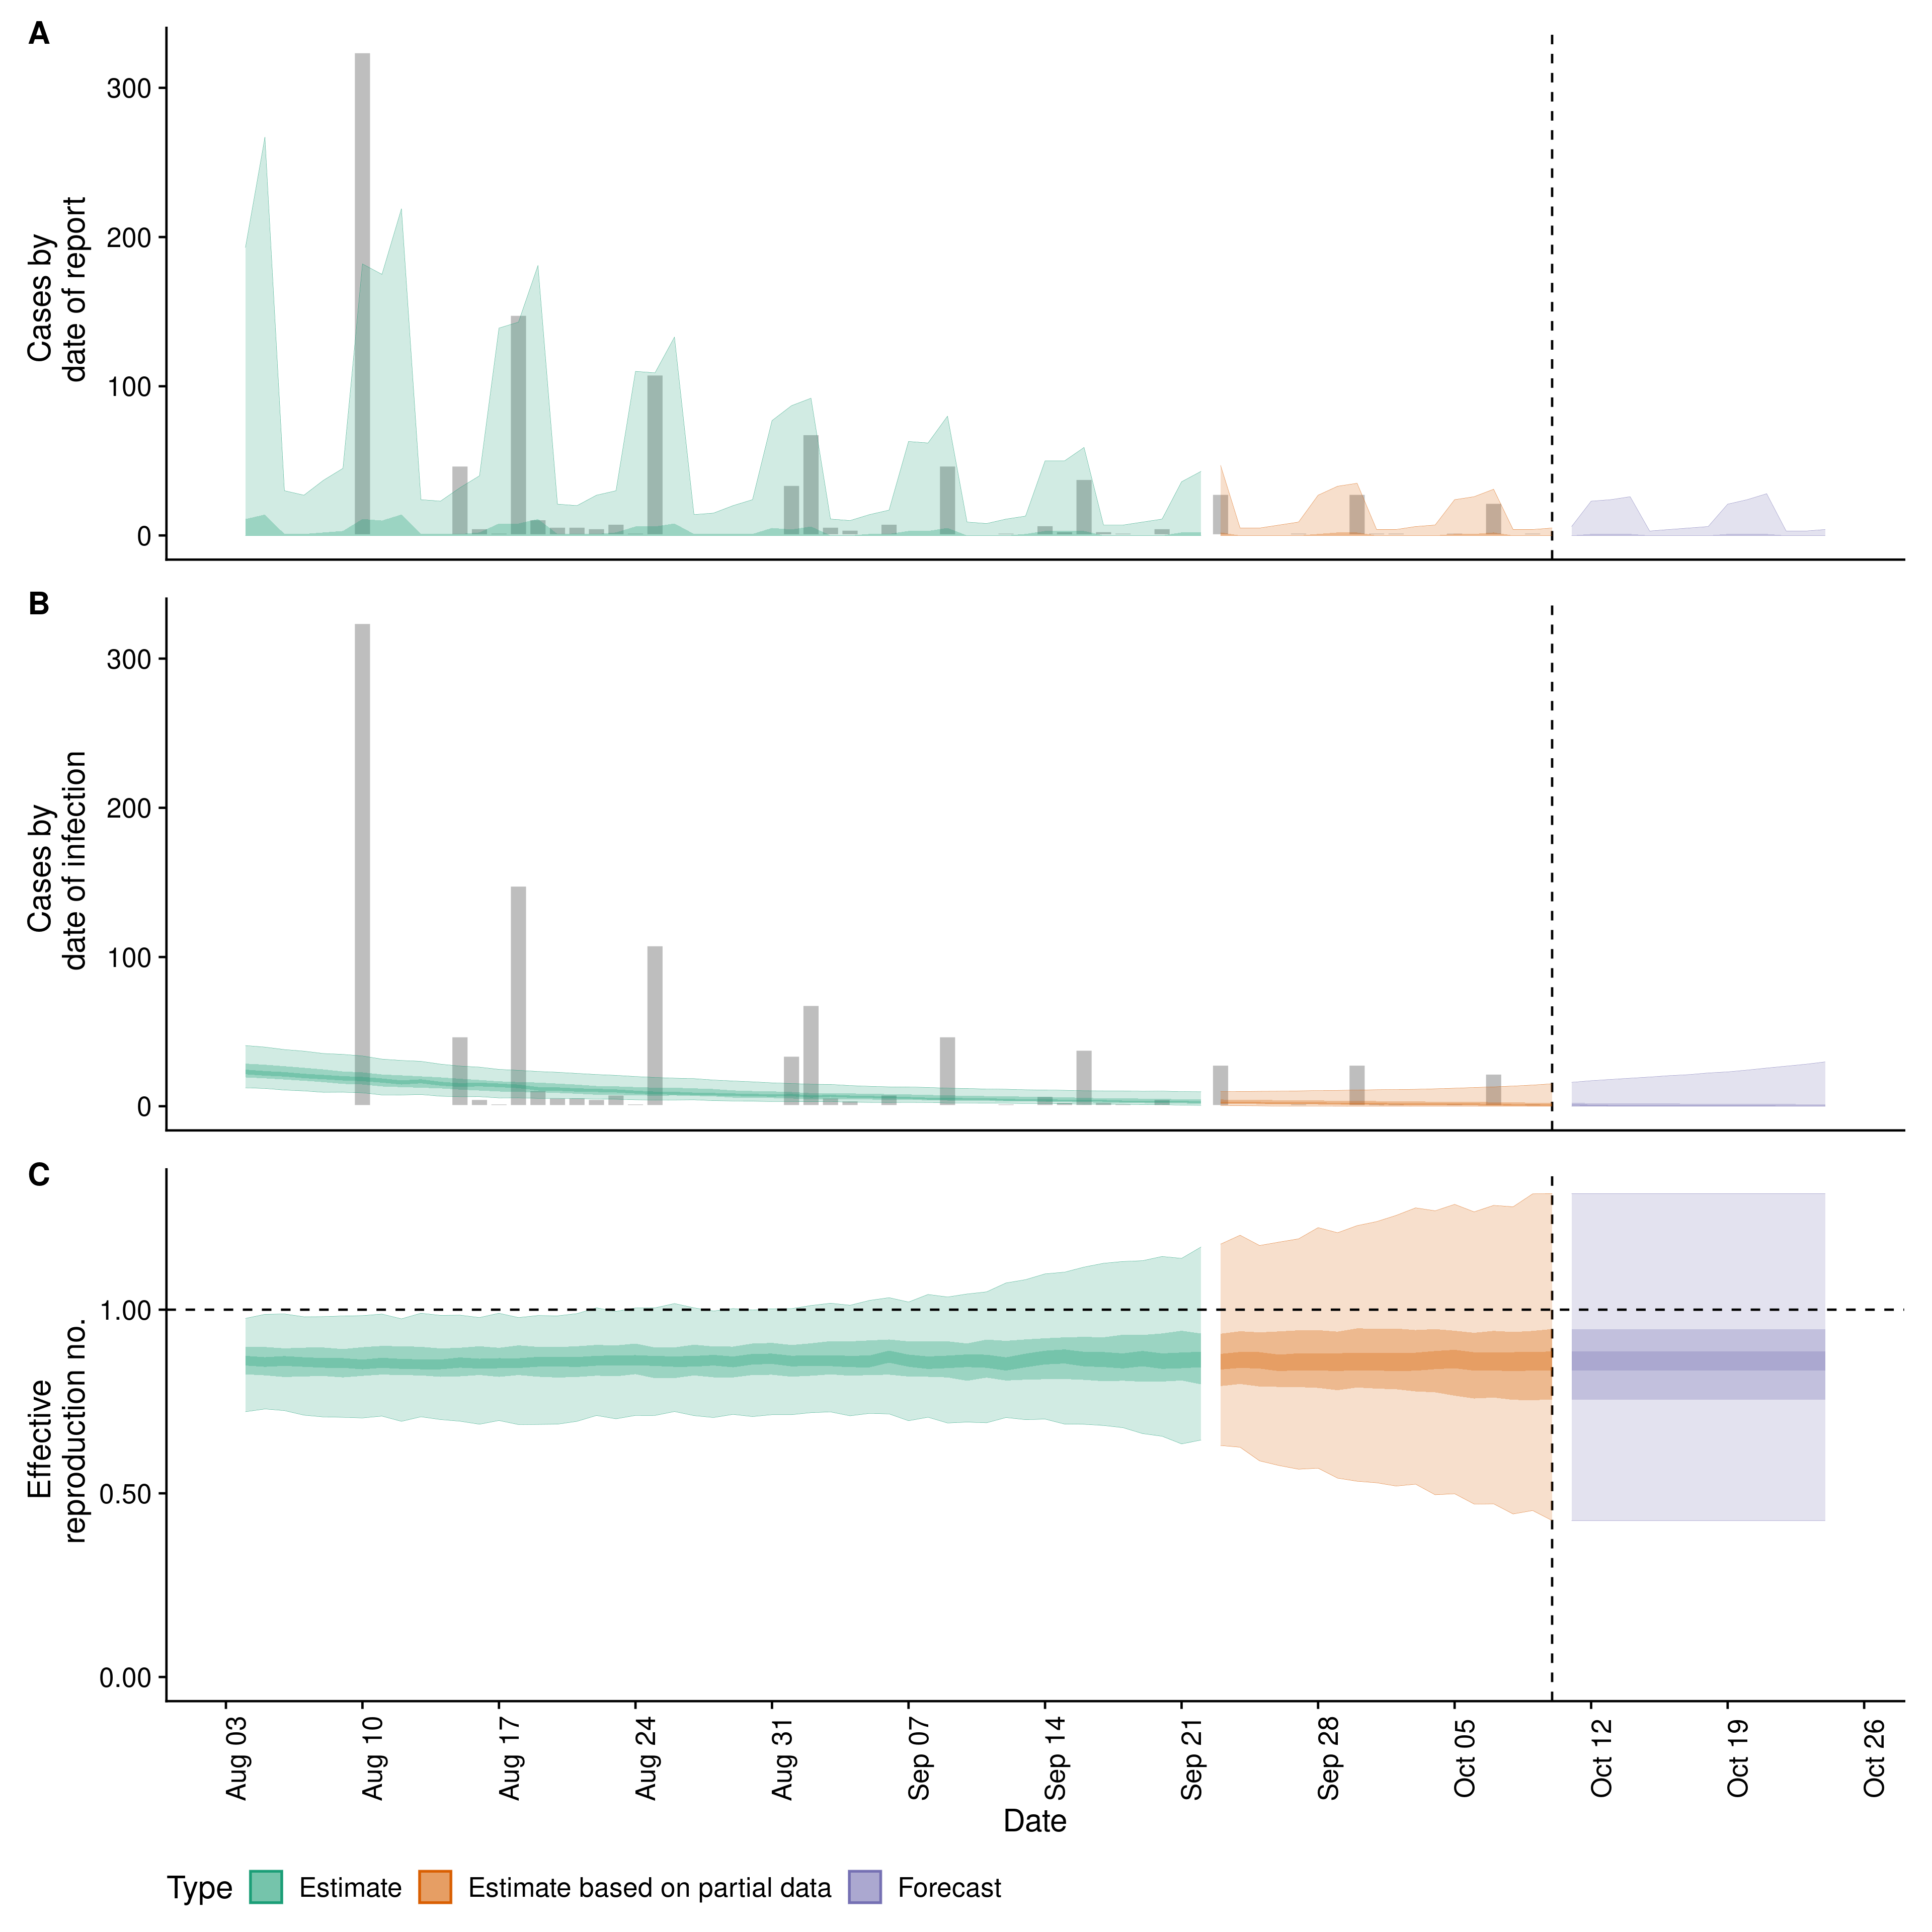 A
Cases by
date of report
300
200
100
0
B
Cases by
date of infection
300
200
100
0
C
Effective
reproduction no.
1.00
0.50
0.00
Aug 03
Aug 10
Aug 17
Aug 24
Aug 31
Sep 07
Sep 14
Sep 21
Sep 28
Oct 05
Oct 12
Oct 19
Oct 26
Date
Type Estimate Estimate based on partial data Forecast